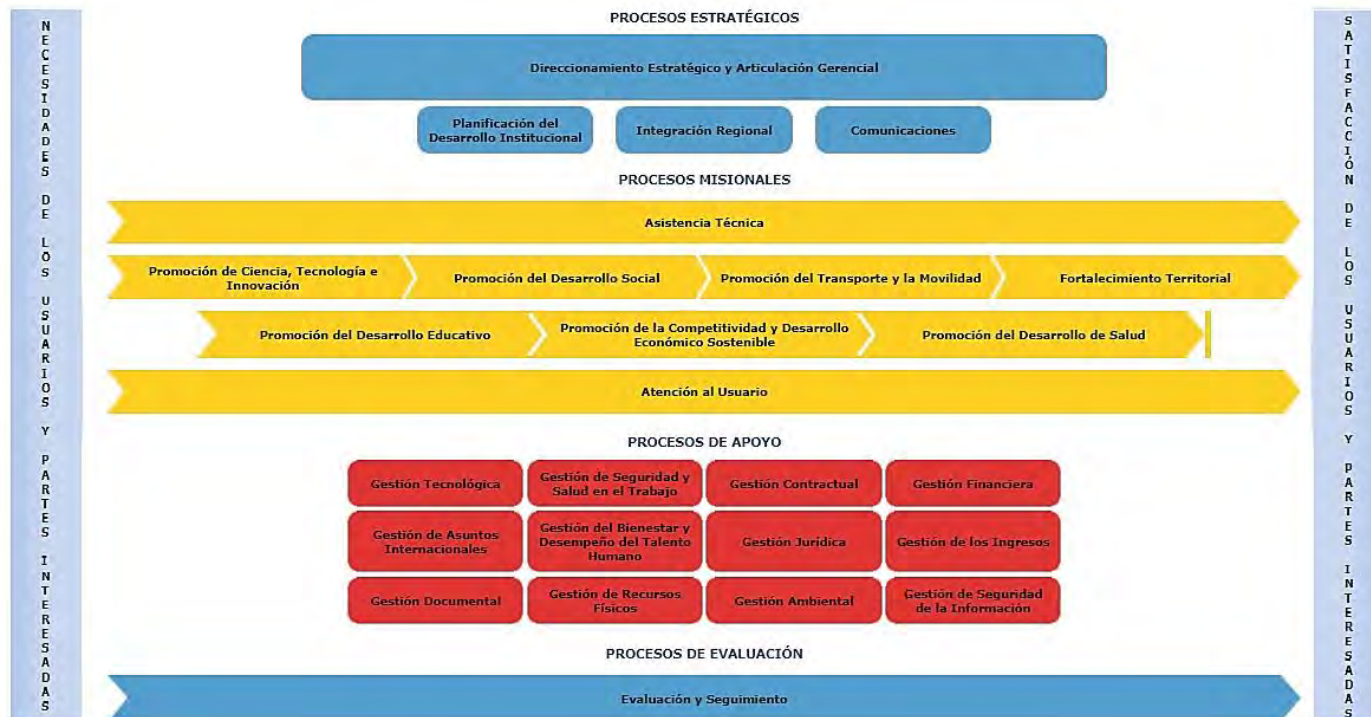 NECESIDADES DE LOS USUARIOS Y PARTES INTERESADAS
PROCESOS ESTRATÉGICOS
Direccionamiento Estratégico y Articulación Gerencial
Planificación del
Desarrollo Institucional
Integración Regional
Comunicaciones
PROCESOS MISIONALES
Asistencia Técnica
Promoción de Ciencia, Tecnología e
Innovación
Promoción del Desarrollo Social
Promoción del Transporte y la Movilidad
Fortalecimiento Territorial
Promoción del Desarrollo Educativo
Promoción de la Competitividad y Desarrollo
Económico Sostenible
Promoción del Desarrollo de Salud
Atención al Usuario
PROCESOS DE APOYO
Gestión Tecnológica
Gestión de Seguridad y
Salud en el Trabajo
Gestión Contractual
Gestión Financiera
Gestión de Asuntos
Internacionales
Gestión del Bienestar y
Desempeño del Talento
Humano
Gestión Jurídica
Gestión de los Ingresos
Gestión Documental
Gestión de Recursos
Físicos
Gestión Ambiental
Gestión de Seguridad
de la Información
PROCESOS DE EVALUACIÓN
Evaluación y Seguimiento
SATISFACCIÓN DE LOS USUARIOS Y PARTES INTERESADAS